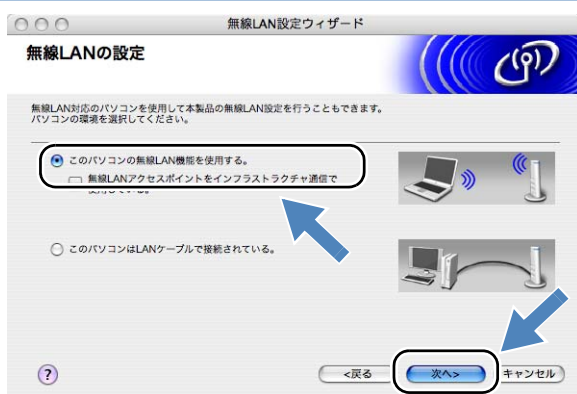 無線LAN設定ウィザード
無線LANの設定
無線LAN対応のパソコンを使用して本製品の無線LAN設定を行うこともできます。
パソコンの環境を選択してください。
このパソコンの無線LAN機能を使用する。
無線LANアクセスポイントをインフラストラクチャ通信で
使用している。
このパソコンはLANケーブルで接続されている。
?
<戻る
次へ>
キャンセル